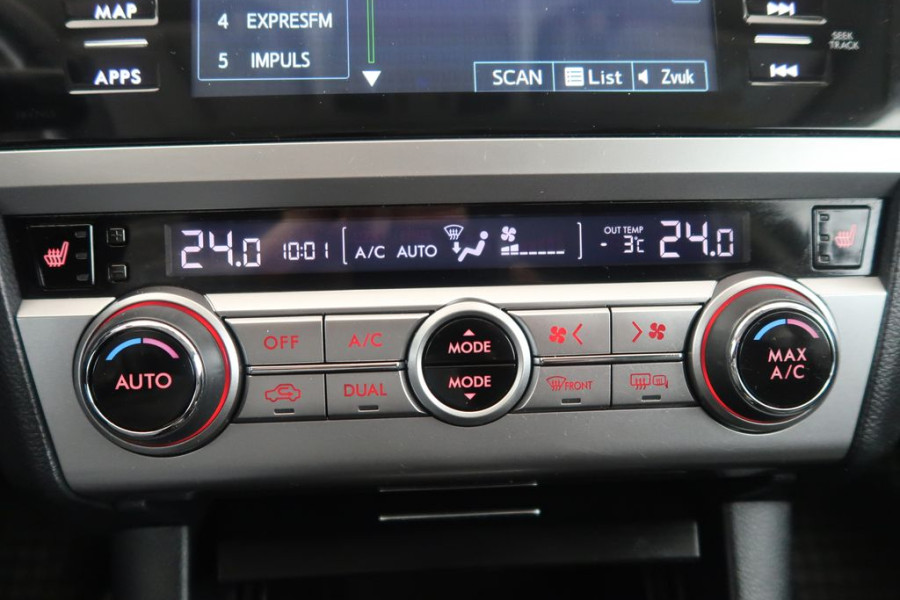 MAP
4 EXPRESFM
5 IMPULS
APPS
SCAN List Zvuk
SEEK
TRACK
24.0 10:01 A/C AUTO OUT TEMP -3°C 24.0
OFF A/C MODE
AUTO DUAL MODE FRONT MAX
A/C